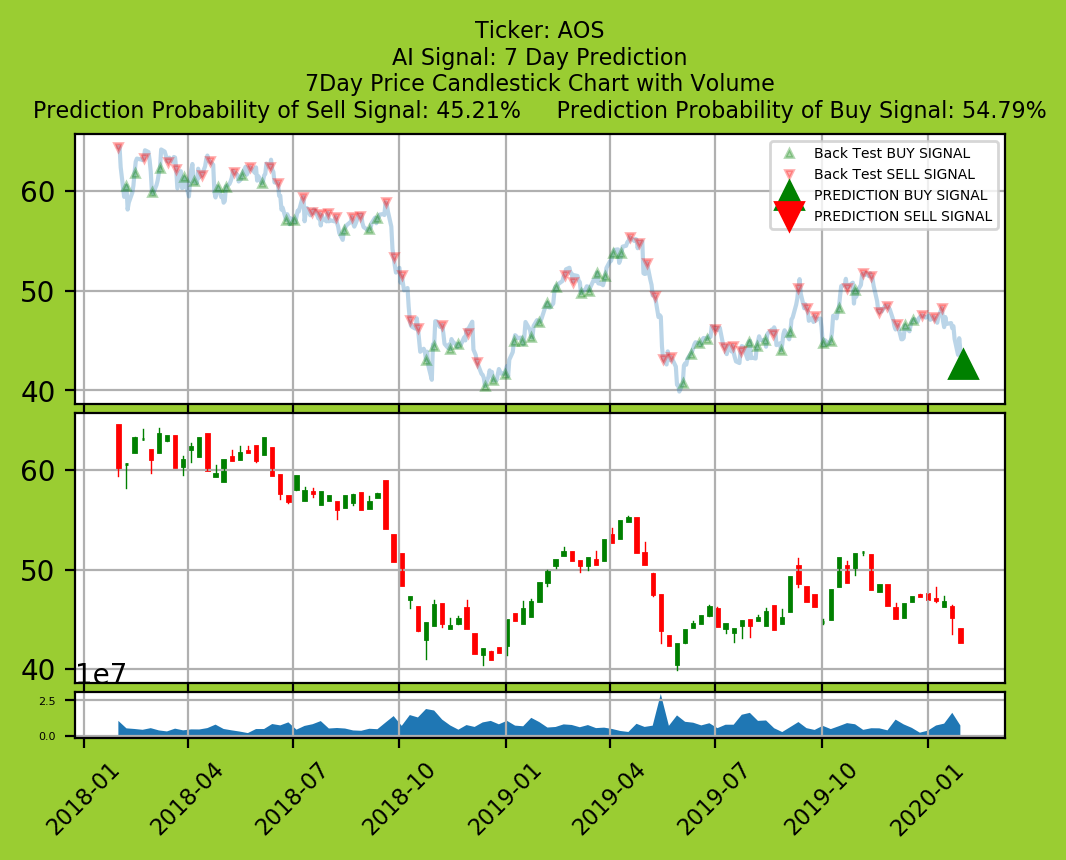 Ticker: AOS
AI Signal: 7 Day Prediction
7Day Price Candlestick Chart with Volume
Prediction Probability of Sell Signal: 45.21% Prediction Probability of Buy Signal: 54.79%
Back Test BUY SIGNAL
Back Test SELL SIGNAL
PREDICTION BUY SIGNAL
PREDICTION SELL SIGNAL
60
50
40
60
50
40
1e7
2.5
0.0
2018-01
2018-04
2018-07
2018-10
2019-01
2019-04
2019-07
2019-10
2020-01